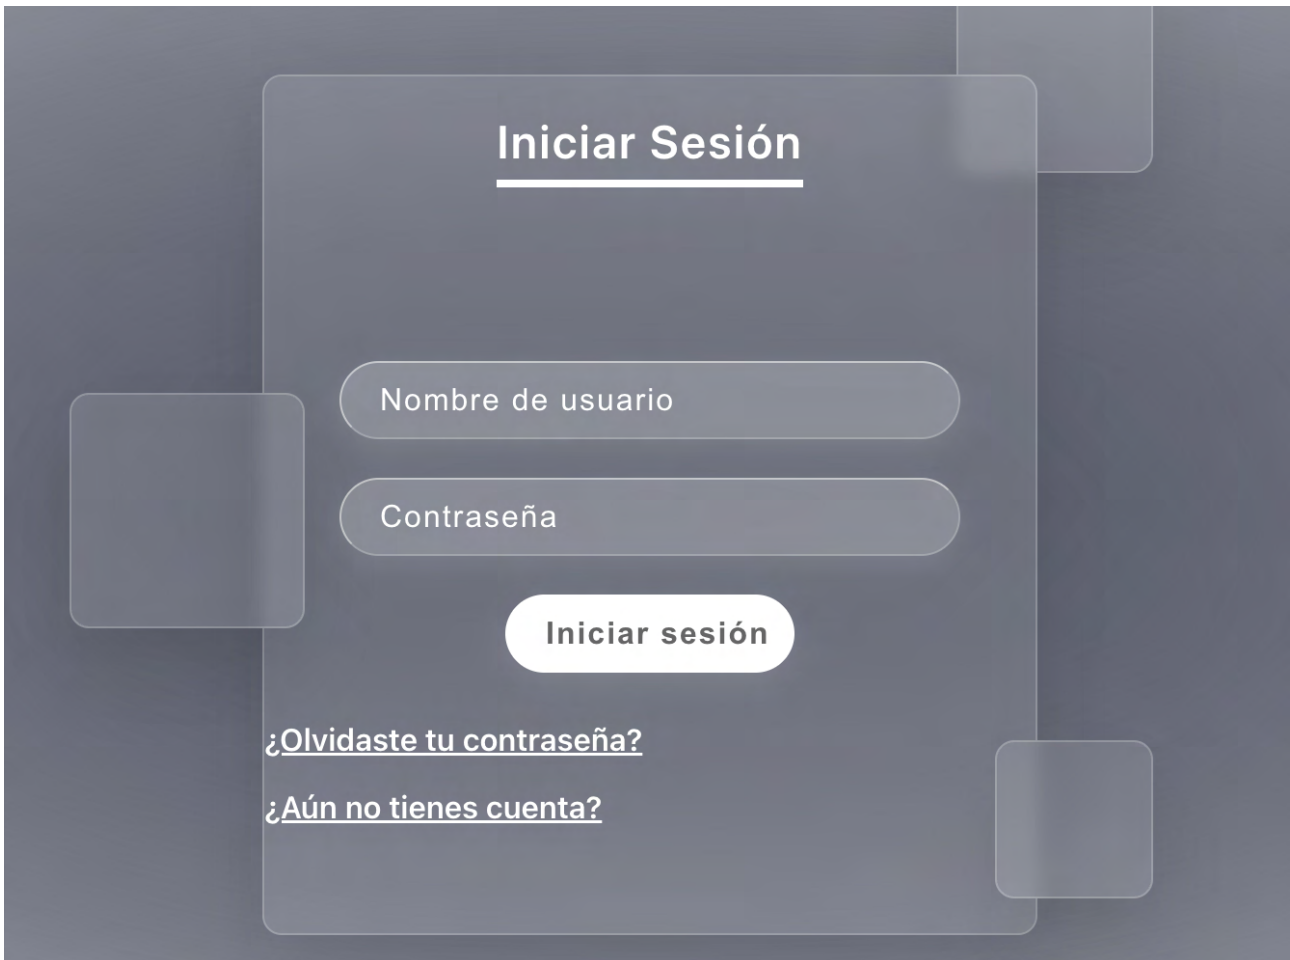 Iniciar Sesión
Nombre de usuario
Contraseña
Iniciar sesión
¿Olvidaste tu contraseña?
¿Aún no tienes cuenta?